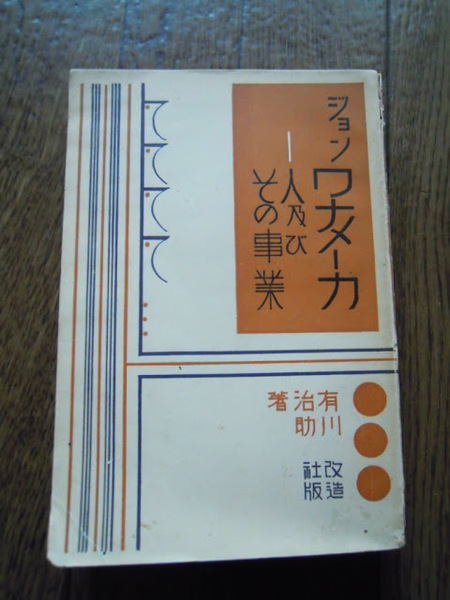 ジョン ワナメーカ
—人及び
その事業
有川
治助
著
改造
社版